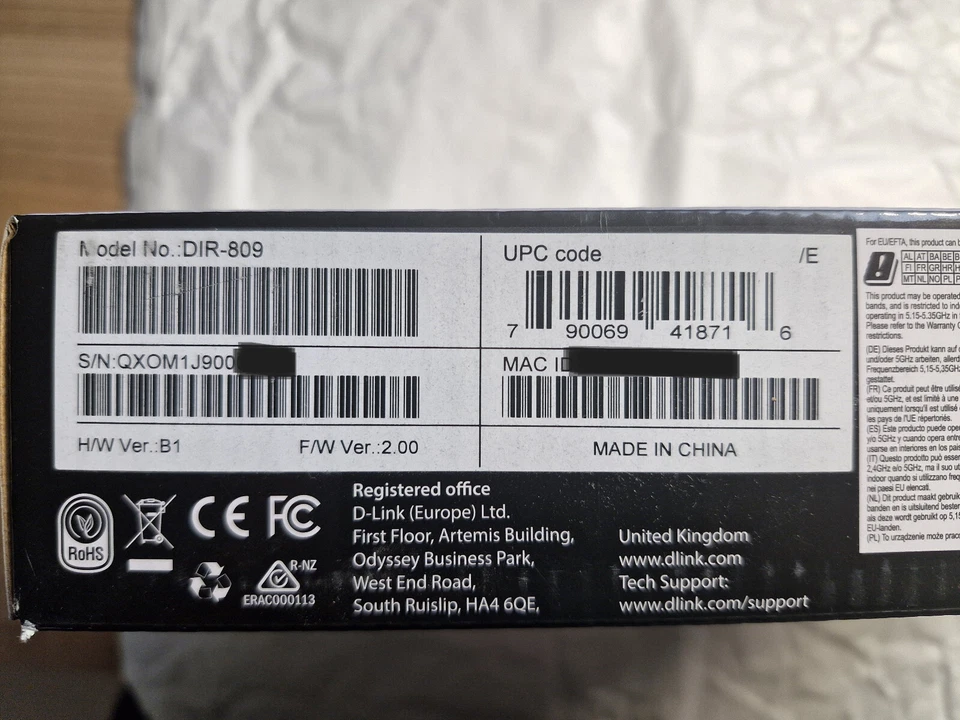 Model No.:DIR-809
UPC code /E
7 90069 41871 6
S/N:QXOM1J900
MAC ID
H/W Ver.:B1 F/W Ver.:2.00
MADE IN CHINA
RoHS
CE FC
R-NZ
ERAC000113
Registered office
D-Link (Europe) Ltd.
First Floor, Artemis Building,
Odyssey Business Park,
West End Road,
South Ruislip, HA4 6QE,
United Kingdom
www.dlink.com
Tech Support:
www.dlink.com/support
For EU/EFTA, this product can b
AL AT BA BE B
FI FR GR HR H
MT NL NO PL P
This product may be operated
bands, and is restricted to ind
operating in 5.15-5.35GHz in
Please refer to the Warranty
restrictions.
(DE) Dieses Produkt kann auf
und/oder 5GHz arbeiten, allerd
Frequenzbereich 5,15-5,35GHz
gestattet.
(FR) Ce produit peut être utilis
et/ou 5GHz, et est limité à une
uniquement lorsqu'il est utilisé
les pays de l'UE répertoriés.
(ES) Este producto puede ope
y/o 5GHz y cuando opera entre
usarse en interiores en los pai
(IT) Questo prodotto può esse
2,4GHz e/o 5GHz, ma il suo ut
indoor quando si utilizzano freq
nei paesi EU elencati.
(NL) Dit product maakt gebruik
banden en is uitsluitend bestem
als deze wordt gebruikt op 5,15
EU-landen.
(PL) To urządzenie może praco